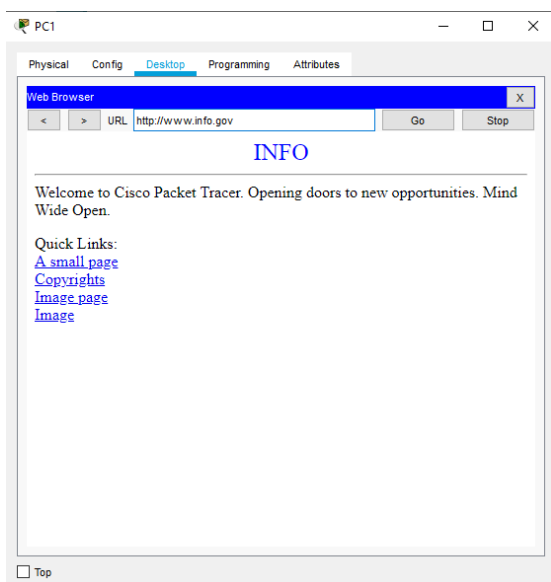 PC1
Physical Config Desktop Programming Attributes
Web Browser X
< > URL http://www.info.gov Go Stop
INFO
Welcome to Cisco Packet Tracer. Opening doors to new opportunities. Mind
Wide Open.
Quick Links:
A small page
Copyrights
Image page
Image
Top